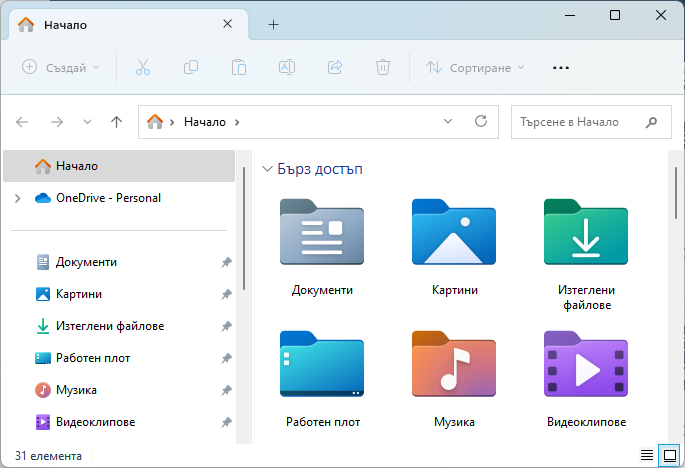 Начало
Създай
Сортиране
Начало
Търсене в Начало
Начало
OneDrive - Personal
Документи
Картини
Изтеглени файлове
Работен плот
Музика
Видеоклипове
Бърз достъп
Документи
Картини
Изтеглени
файлове
Работен плот
Музика
Видеоклипове
31 елемента